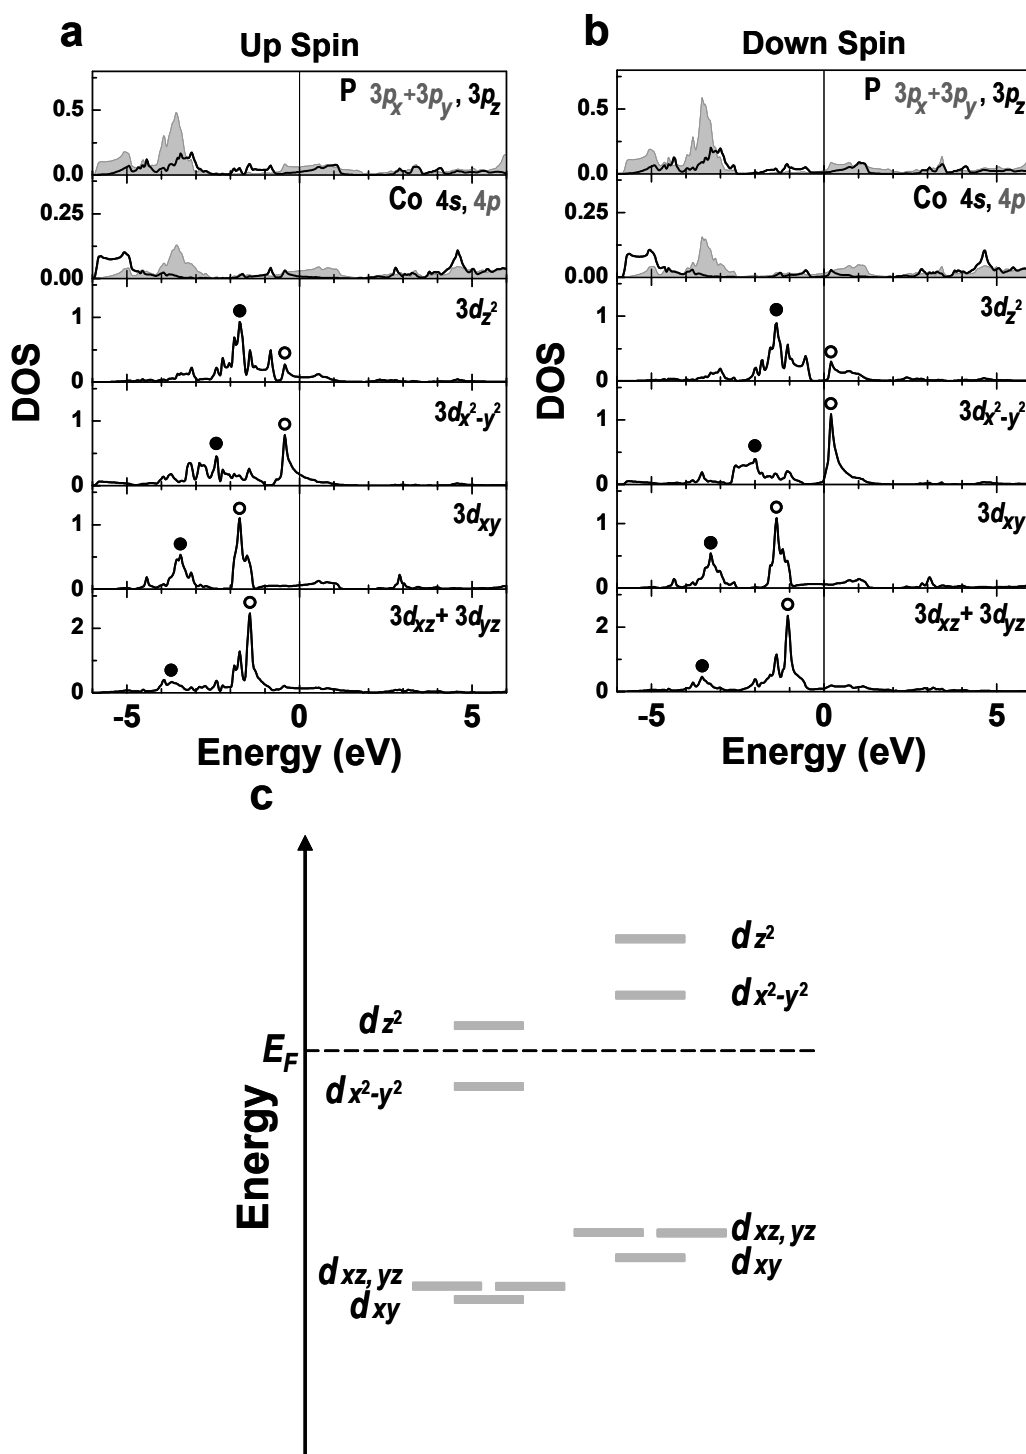 a
Up Spin
P 3px+3py, 3pz
0.5
0.0
Co 4s, 4p
0.25
0.00
3dz²
1
0
3dx²-y²
1
0
3dxy
1
0
3dxz+ 3dyz
2
0
-5 0 5
Energy (eV)
DOS
b
Down Spin
P 3px+3py, 3pz
0.5
0.0
Co 4s, 4p
0.25
0.00
3dz²
1
0
3dx²-y²
1
0
3dxy
1
0
3dxz+ 3dyz
2
0
-5 0 5
Energy (eV)
DOS
c
dz²
dx²-y²
dz²
EF
dx²-y²
Energy
dxz, yz
dxy
dxz, yz
dxy